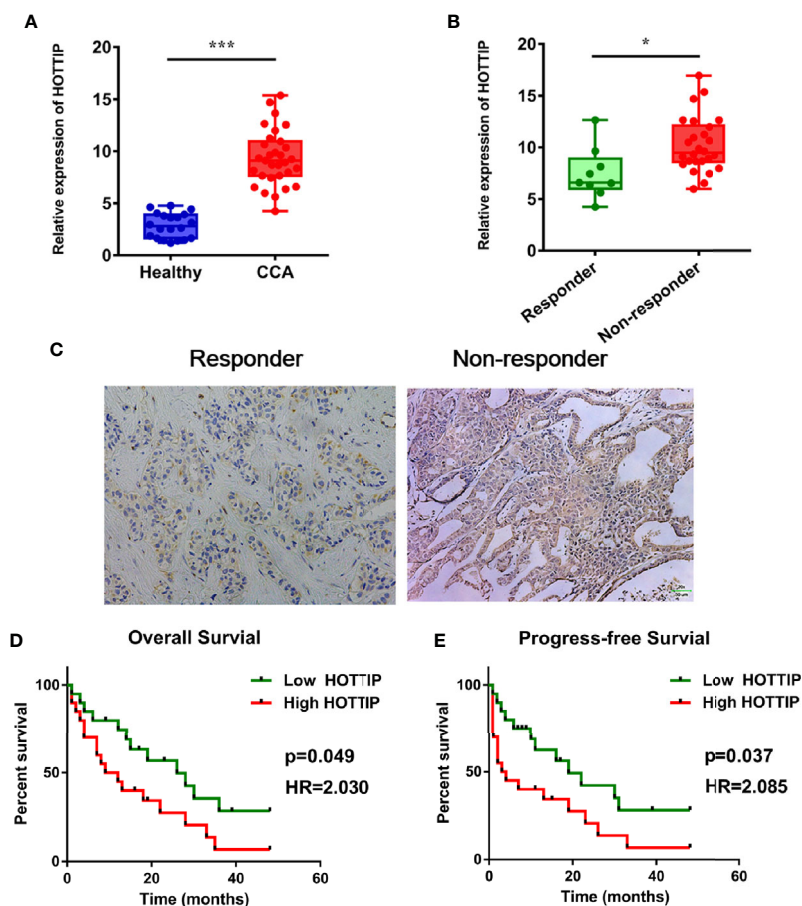 A
Relative expression of HOTTIP
20
15
10
5
0
***
Healthy
CCA
B
Relative expression of HOTTIP
20
15
10
5
0
*
Responder
Non-responder
C
Responder
Non-responder
D
Overall Survial
Percent survival
100
50
0
0
20
40
60
Time (months)
Low HOTTIP
High HOTTIP
p=0.049
HR=2.030
E
Progress-free Survial
Percent survival
100
50
0
0
20
40
60
Time (months)
Low HOTTIP
High HOTTIP
p=0.037
HR=2.085